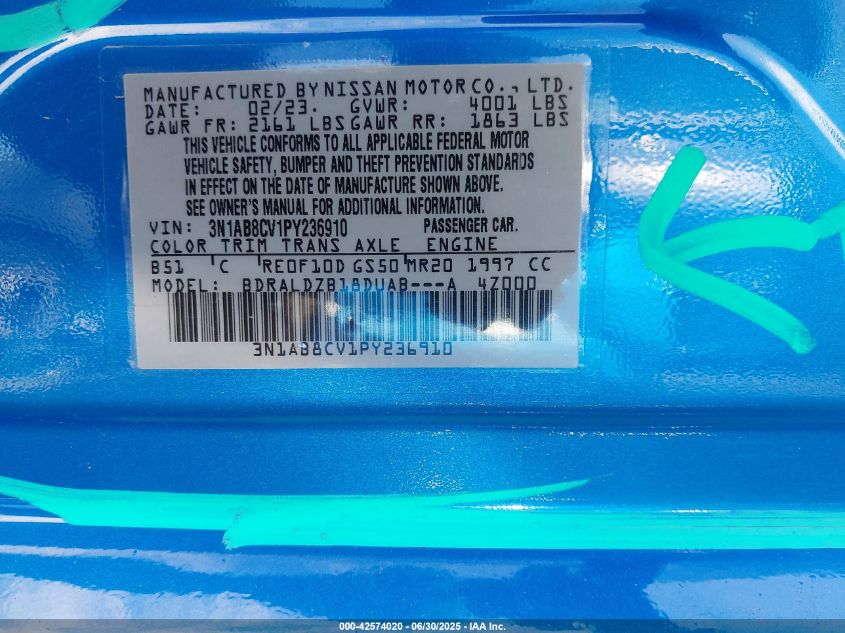 MANUFACTURED BY NISSAN MOTOR CO., LTD.
DATE: 02/23. GVWR: 4001 LBS
GAWR FR: 2161 LBS GAWR RR: 1863 LBS
THIS VEHICLE CONFORMS TO ALL APPLICABLE FEDERAL MOTOR
VEHICLE SAFETY, BUMPER AND THEFT PREVENTION STANDARDS
IN EFFECT ON THE DATE OF MANUFACTURE SHOWN ABOVE.
SEE OWNER'S MANUAL FOR ADDITIONAL INFORMATION.
VIN: 3N1AB8CV1PY236910 PASSENGER CAR.
COLOR TRIM TRANS AXLE ENGINE
B51 'C RE0F10D GS50 MR20 1997 CC
MODEL: BDRALDZB18DUAB---A 4Z000
3N1AB8CV1PY236910
000-42574020 - 06/30/2025 - IAA Inc.